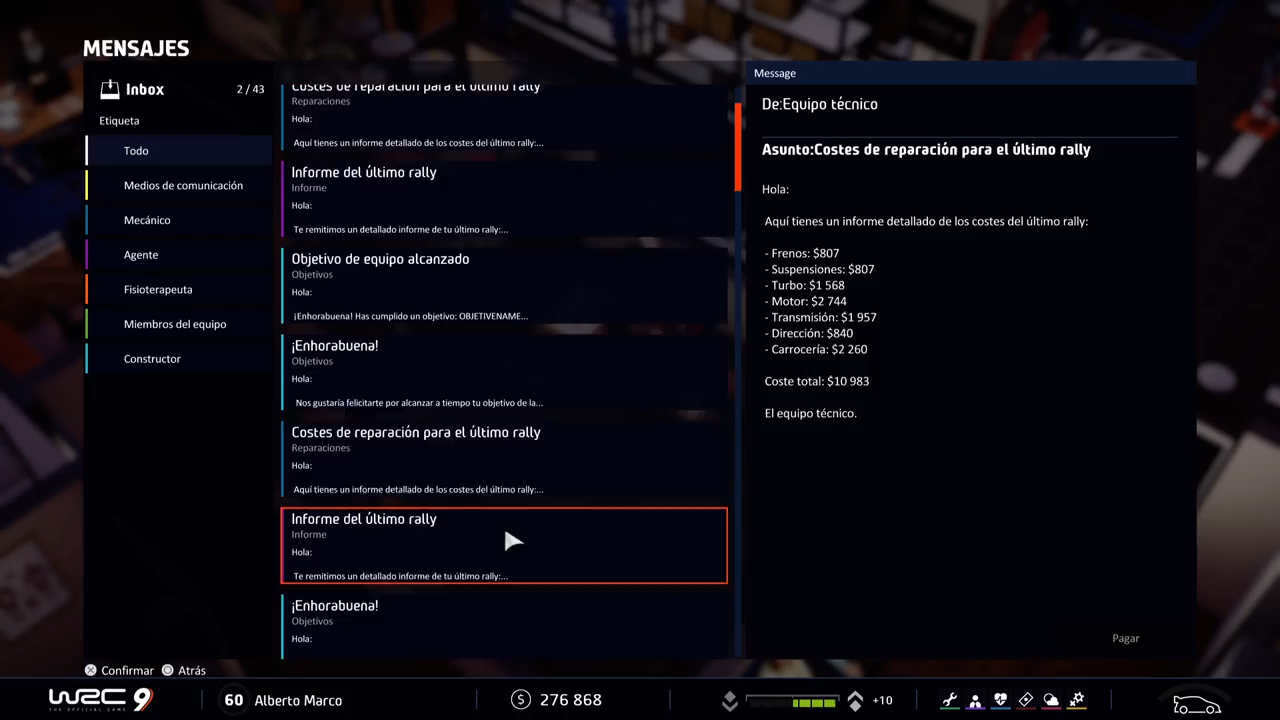 MENSAJES
Inbox
2 / 43
Etiqueta
Todo
Medios de comunicación
Mecánico
Agente
Fisioterapeuta
Miembros del equipo
Constructor
Costes de reparación para el último rally
Reparaciones
Hola:
Aquí tienes un informe detallado de los costes del último rally:...
Informe del último rally
Informe
Hola:
Te remitimos un detallado informe de tu último rally:...
Objetivo de equipo alcanzado
Objetivos
Hola:
¡Enhorabuena! Has cumplido un objetivo: OBJETIVENAME...
¡Enhorabuena!
Objetivos
Hola:
Nos gustaría felicitarte por alcanzar a tiempo tu objetivo de la...
Costes de reparación para el último rally
Reparaciones
Hola:
Aquí tienes un informe detallado de los costes del último rally:...
Informe del último rally
Informe
Hola:
Te remitimos un detallado informe de tu último rally:...
¡Enhorabuena!
Objetivos
Hola:
Message
De:Equipo técnico
Asunto:Costes de reparación para el último rally
Hola:
Aquí tienes un informe detallado de los costes del último rally:
- Frenos: $807
- Suspensiones: $807
- Turbo: $1 568
- Motor: $2 744
- Transmisión: $1 957
- Dirección: $840
- Carrocería: $2 260
Coste total: $10 983
El equipo técnico.
Pagar
Confirmar
Atrás
WRC 9
THE OFFICIAL GAME
60 Alberto Marco
276 868
+10